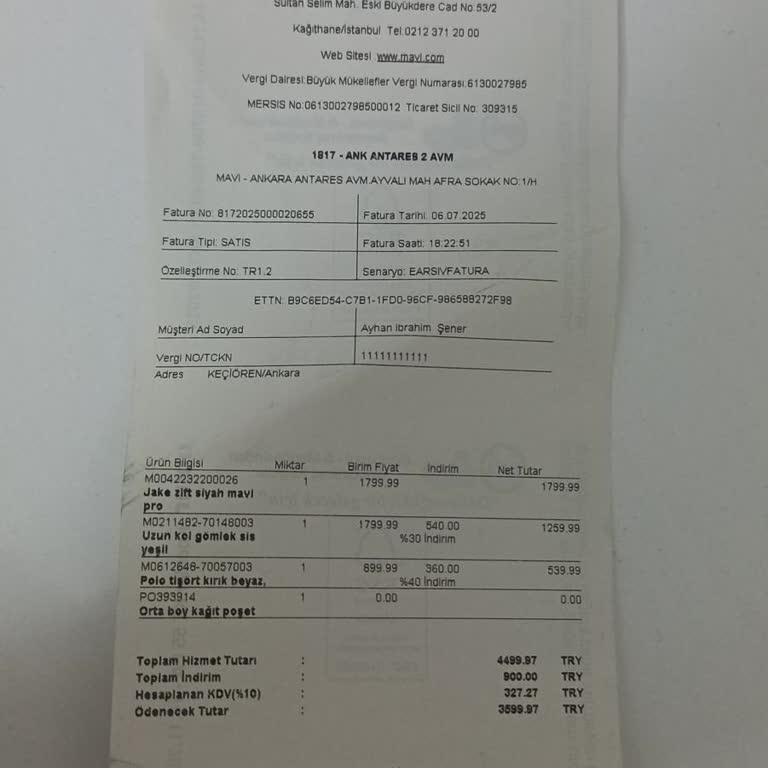 Sultan Selim Mah. Eski Büyükdere Cad No:53/2
Kağıthane/İstanbul Tel:0212 371 20 00
Web Sitesi :www.mavi.com
Vergi Dairesi:Büyük Mükellefler Vergi Numarası:6130027985
MERSIS No:0613002798500012 Ticaret Sicil No: 309315
1817 - ANK ANTARES 2 AVM
MAVİ - ANKARA ANTARES AVM.AYVALI MAH AFRA SOKAK NO:1/H
Fatura No: 8172025000020655 Fatura Tarihi: 06.07.2025
Fatura Tipi: SATIS Fatura Saati: 18:22:51
Özelleştirme No: TR1.2 Senaryo: EARSIVFATURA
ETTN: B9C6ED54-C7B1-1FD0-96CF-986588272F98
Müşteri Ad Soyad Ayhan ibrahim Şener
Vergi NO/TCKN 11111111111
Adres KEÇİÖREN/Ankara
Ürün Bilgisi Miktar Birim Fiyat İndirim Net Tutar
M0042232200026 1 1799.99 1799.99
Jake zift siyah mavi
pro
M0211482-70148003 1 1799.99 540.00 1259.99
Uzun kol gömlek sis %30 İndirim
yeşil
M0612646-70057003 1 899.99 360.00 539.99
Polo tişört kırık beyaz, %40 İndirim
PO393914 1 0.00 0.00
Orta boy kağıt poşet
Toplam Hizmet Tutarı : 4499.97 TRY
Toplam İndirim : 900.00 TRY
Hesaplanan KDV(%10) : 327.27 TRY
Ödenecek Tutar : 3599.97 TRY